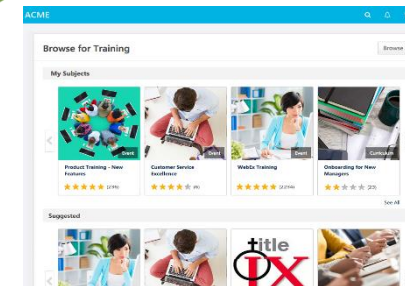 ACME
Browse for Training
Browse
My Subjects
Event
Event
Event
Curriculum
Product Training - New
Features
Customer Service
Excellence
WebEx Training
Onboarding for New
Managers
See All
Suggested
title
IX